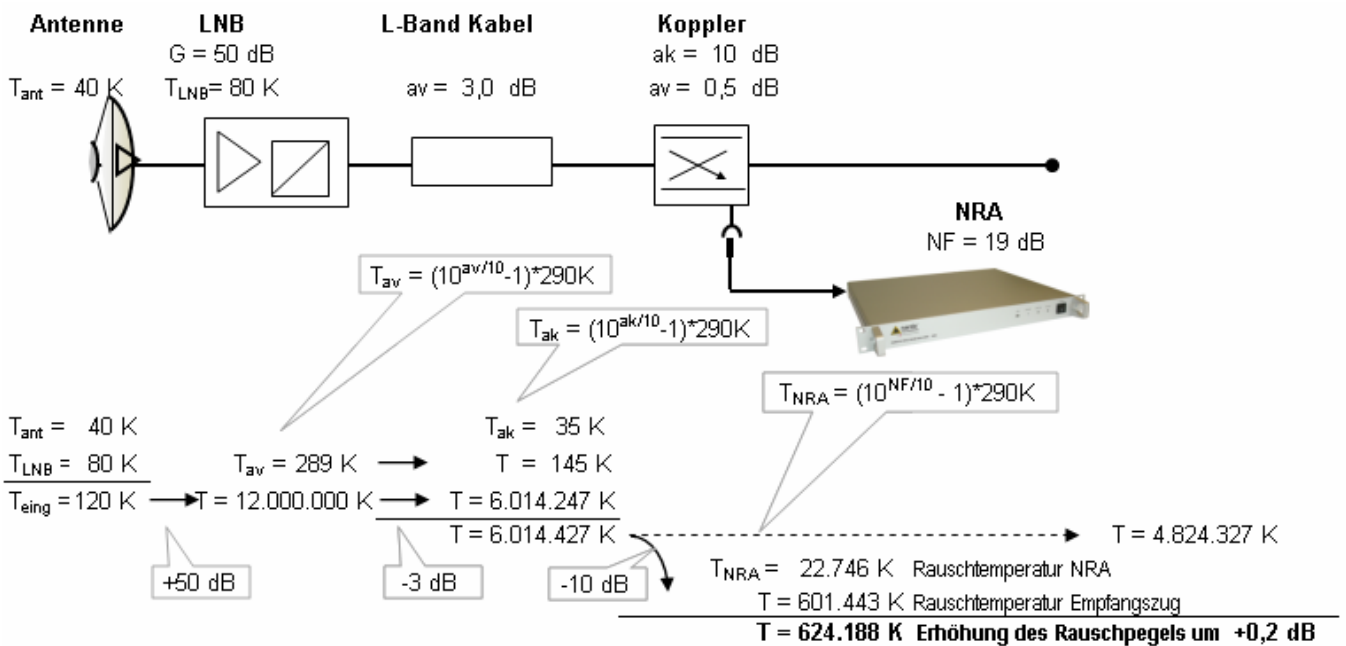 Antenne LNB L-Band Kabel Koppler
G = 50 dB ak = 10 dB
Tant = 40 K TLNB= 80 K av = 3,0 dB av = 0,5 dB
NRA
NF = 19 dB
Tav = (10av/10-1)*290K
Tak = (10ak/10-1)*290K
TNRA = (10NF/10 - 1)*290K
Tant = 40 K Tak = 35 K
TLNB = 80 K Tav = 289 K T = 145 K
Teing = 120 K T = 12.000.000 K T = 6.014.247 K
T = 6.014.427 K T = 4.824.327 K
+50 dB -3 dB -10 dB
TNRA = 22.746 K Rauschtemperatur NRA
T = 601.443 K Rauschtemperatur Empfangszug
T = 624.188 K Erhöhung des Rauschpegels um +0,2 dB